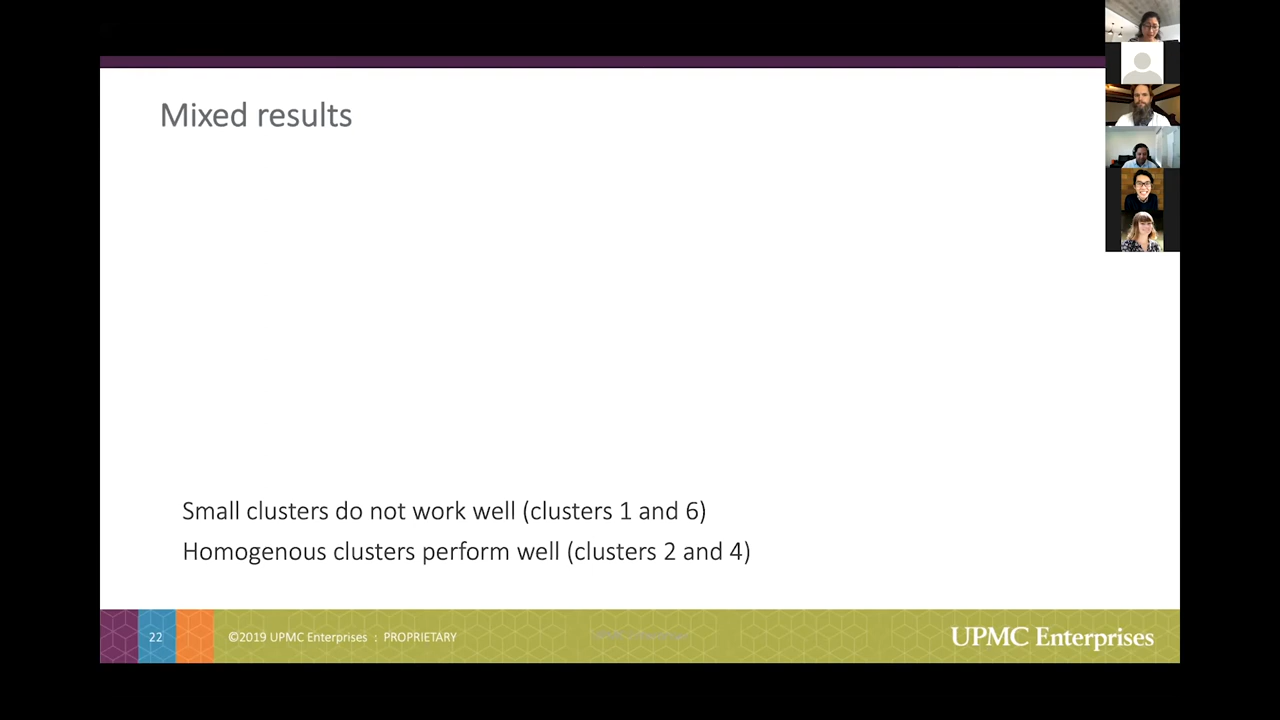 Mixed results
Small clusters do not work well (clusters 1 and 6)
Homogenous clusters perform well (clusters 2 and 4)
22
©2019 UPMC Enterprises : PROPRIETARY
UPMC Enterprises